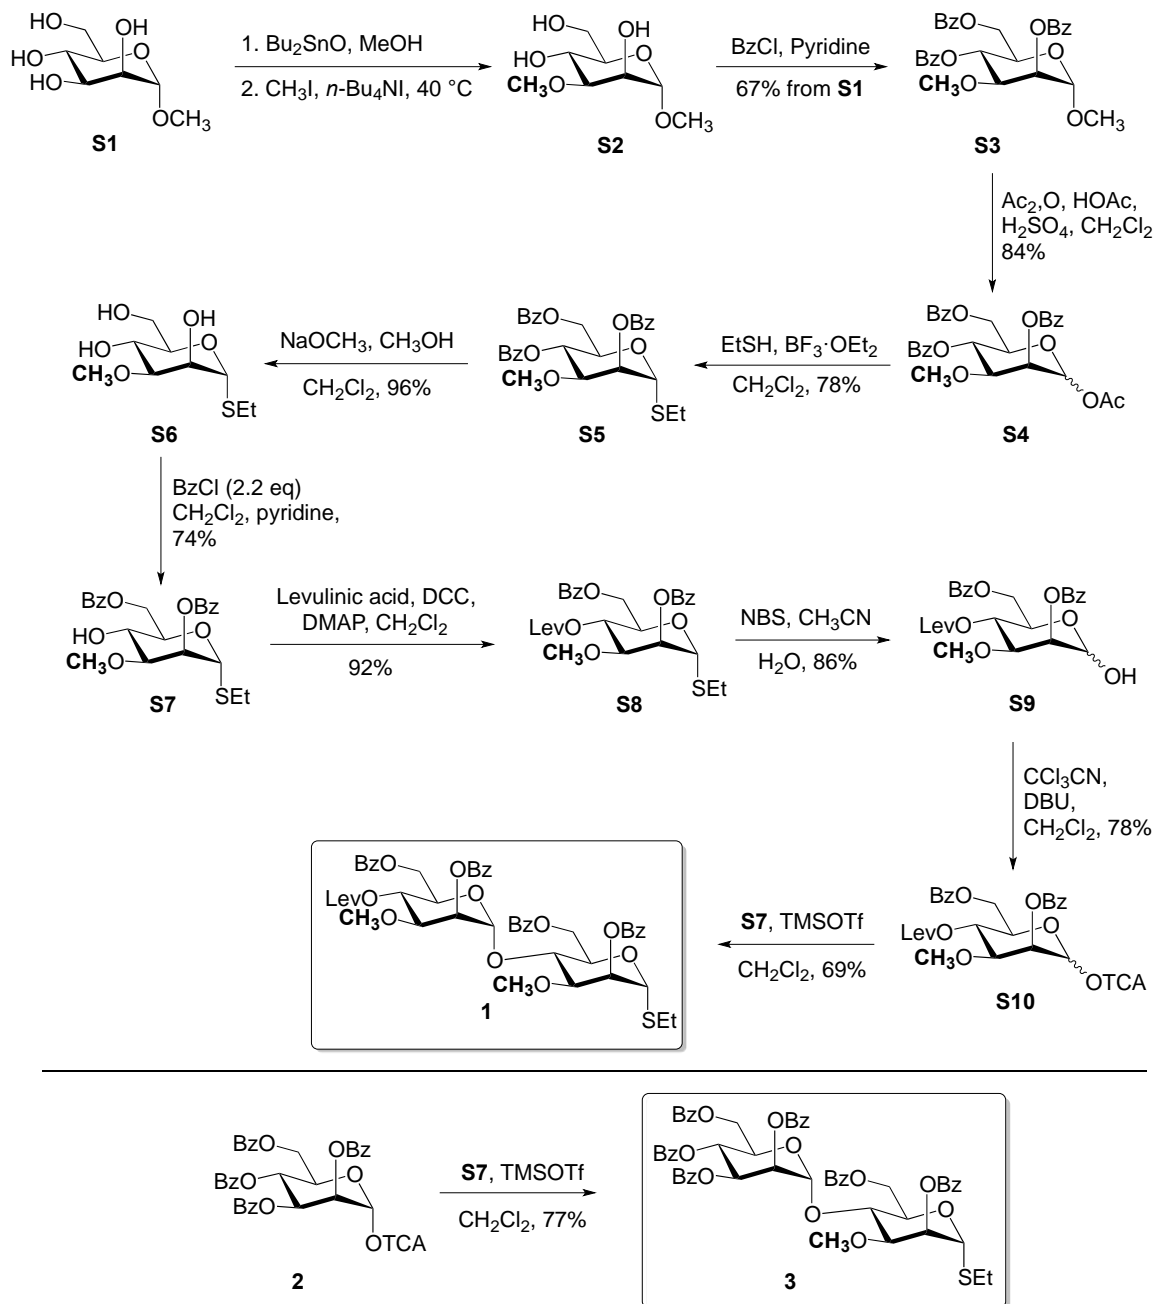 HO
OH
O
HO
HO
OCH₃
S1
1. Bu₂SnO, MeOH
2. CH₃I, n-Bu₄NI, 40 °C
HO
OH
O
HO
CH₃O
OCH₃
S2
BzCl, Pyridine
67% from S1
BzO
OBz
O
BzO
CH₃O
OCH₃
S3
Ac₂,O, HOAc,
H₂SO₄, CH₂Cl₂
84%
BzO
OBz
O
BzO
CH₃O
OAc
S4
EtSH, BF₃·OEt₂
CH₂Cl₂, 78%
BzO
OBz
O
BzO
CH₃O
SEt
S5
NaOCH₃, CH₃OH
CH₂Cl₂, 96%
HO
OH
O
HO
CH₃O
SEt
S6
BzCl (2.2 eq)
CH₂Cl₂, pyridine,
74%
BzO
OBz
O
HO
CH₃O
SEt
S7
Levulinic acid, DCC,
DMAP, CH₂Cl₂
92%
BzO
OBz
O
LevO
CH₃O
SEt
S8
NBS, CH₃CN
H₂O, 86%
BzO
OBz
O
LevO
CH₃O
OH
S9
CCl₃CN,
DBU,
CH₂Cl₂, 78%
BzO
OBz
O
LevO
CH₃O
OTCA
S10
S7, TMSOTf
CH₂Cl₂, 69%
BzO
OBz
O
LevO
CH₃O
BzO
OBz
O
O
CH₃O
SEt
1
BzO
OBz
O
BzO
BzO
OTCA
2
S7, TMSOTf
CH₂Cl₂, 77%
BzO
OBz
O
BzO
BzO
BzO
OBz
O
O
CH₃O
SEt
3